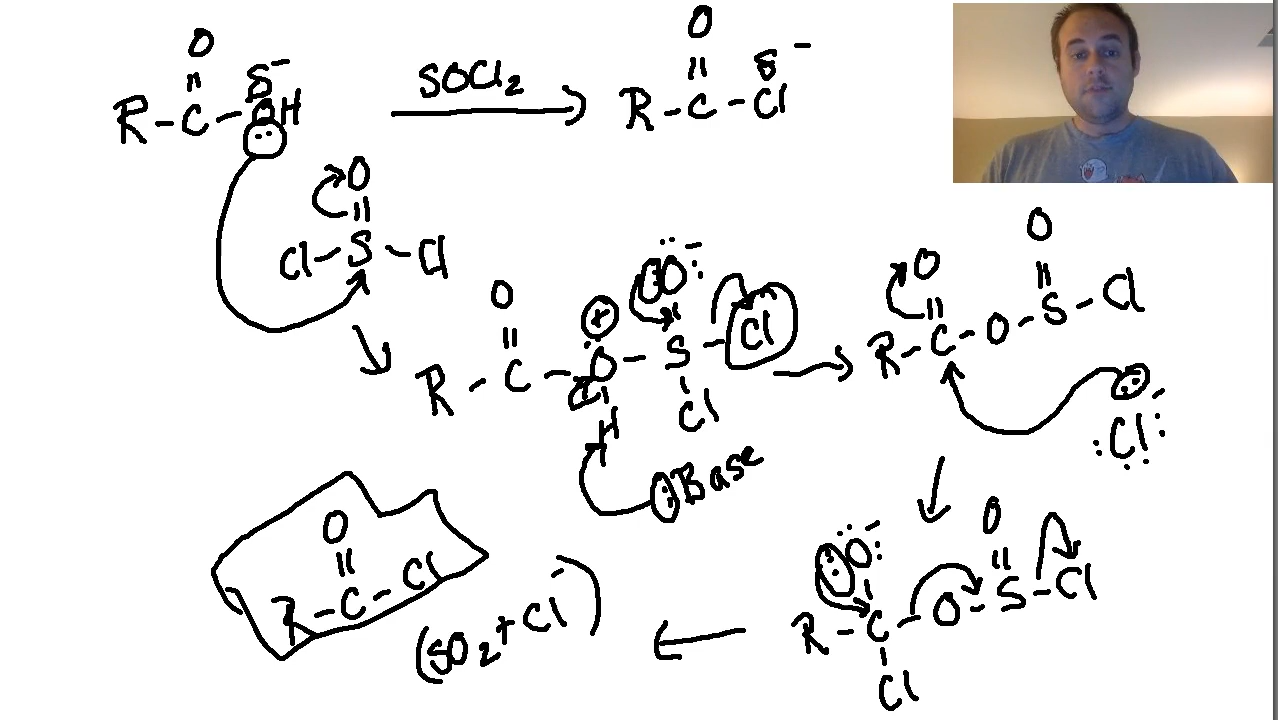 O O
δ⁻ δ⁻
R-C-OH SOCl₂ R-C-Cl
O
Cl-S-Cl
O ⊕ O⁻
R-C-O-S-Cl
H Cl
:Base
O O
R-C-O-S-Cl
:Cl:⁻
O⁻ O
R-C-O-S-Cl
Cl
O
R-C-Cl
(SO₂+Cl⁻)